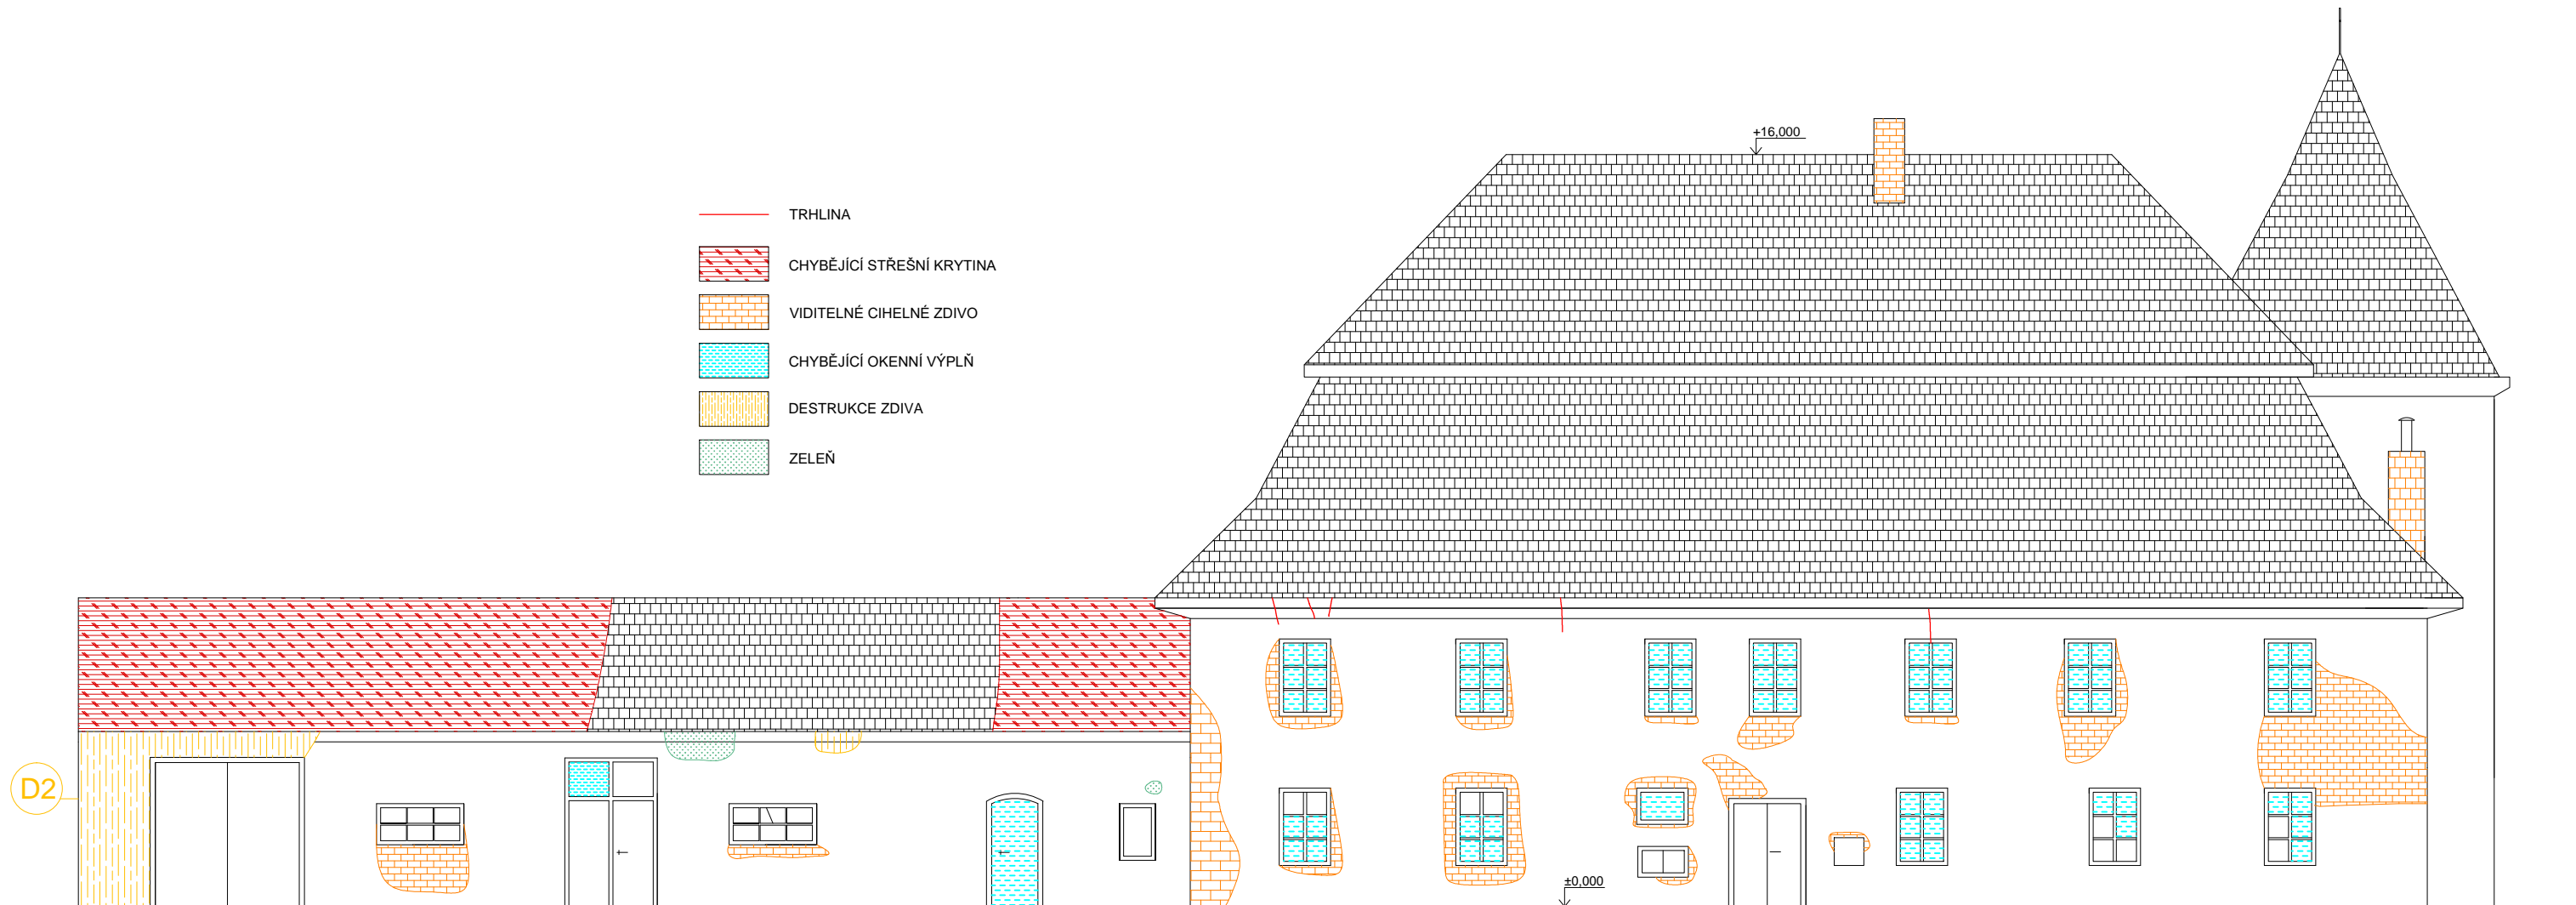 +16,000
TRHLINA
CHYBĚJÍCÍ STŘEŠNÍ KRYTINA
VIDITELNÉ CIHELNÉ ZDIVO
CHYBĚJÍCÍ OKENNÍ VÝPLŇ
DESTRUKCE ZDIVA
ZELEŇ
D2
±0,000